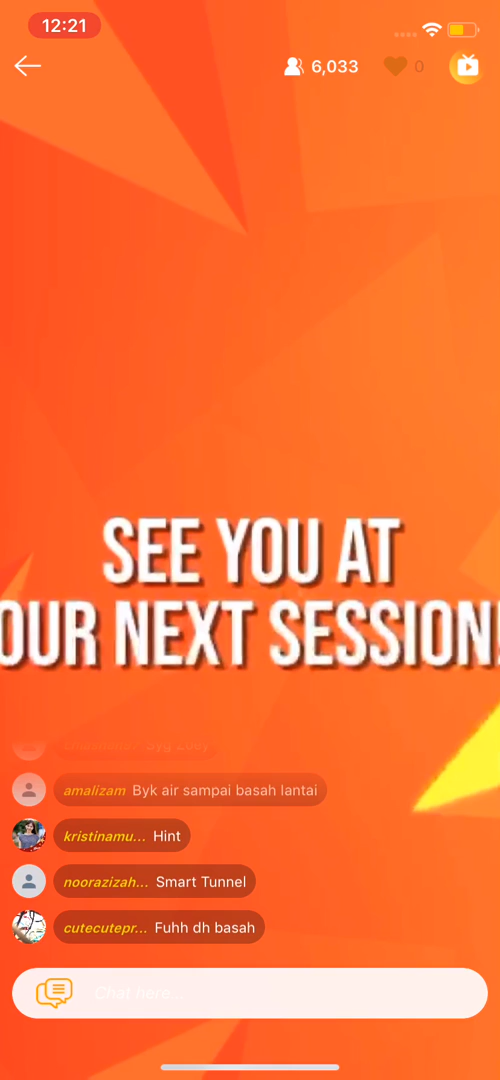 12:21
6,033
0
SEE YOU AT
OUR NEXT SESSION!
amalizam Byk air sampai basah lantai
kristinamu... Hint
noorazizah... Smart Tunnel
cutecutepr... Fuhh dh basah
Chat here...